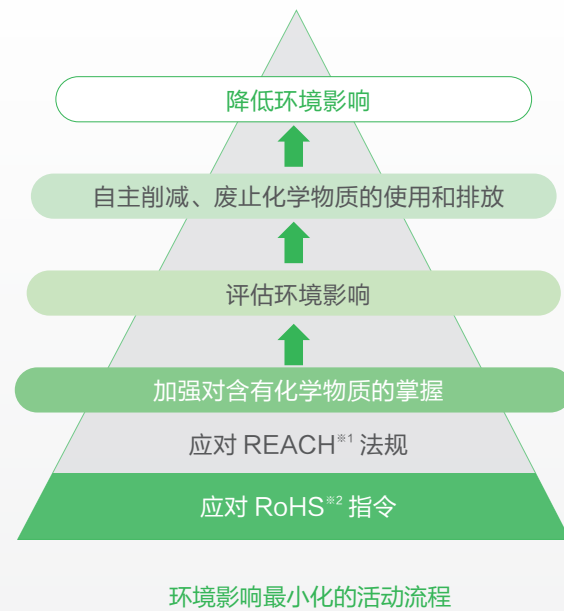 降低环境影响
自主削减、废止化学物质的使用和排放
评估环境影响
加强对含有化学物质的掌握
应对 REACH※1 法规
应对 RoHS※2 指令
环境影响最小化的活动流程